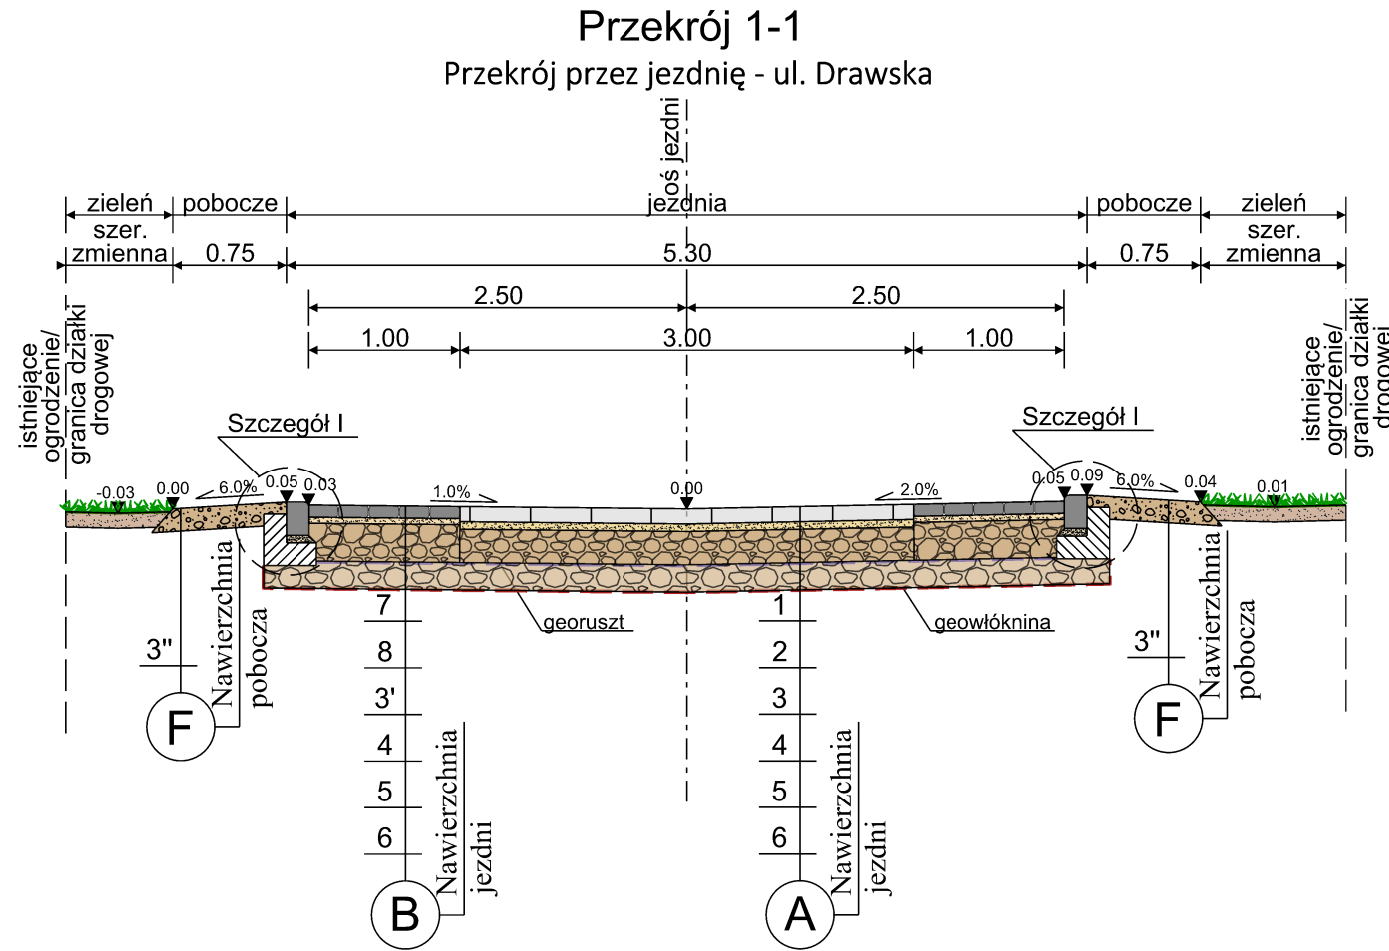 Przekrój 1-1
Przekrój przez jezdnię - ul. Drawska
oś jezdni
zieleń
pobocze
jezdnia
pobocze
zieleń
szer.
zmienna
0.75
5.30
0.75
szer.
zmienna
2.50
2.50
1.00
3.00
1.00
istniejące
ogrodzenie/
granica działki
drogowej
istniejące
ogrodzenie/
granica działki
drogowej
Szczegół I
Szczegół I
-0.03
0.00
6.0%
0.05
0.03
1.0%
0.00
2.0%
0.05
0.09
6.0%
0.04
0.01
georuszt
geowłóknina
3"
F
Nawierzchnia
pobocza
7
8
3'
4
5
6
B
Nawierzchnia
jezdni
1
2
3
4
5
6
A
Nawierzchnia
jezdni
3"
F
Nawierzchnia
pobocza